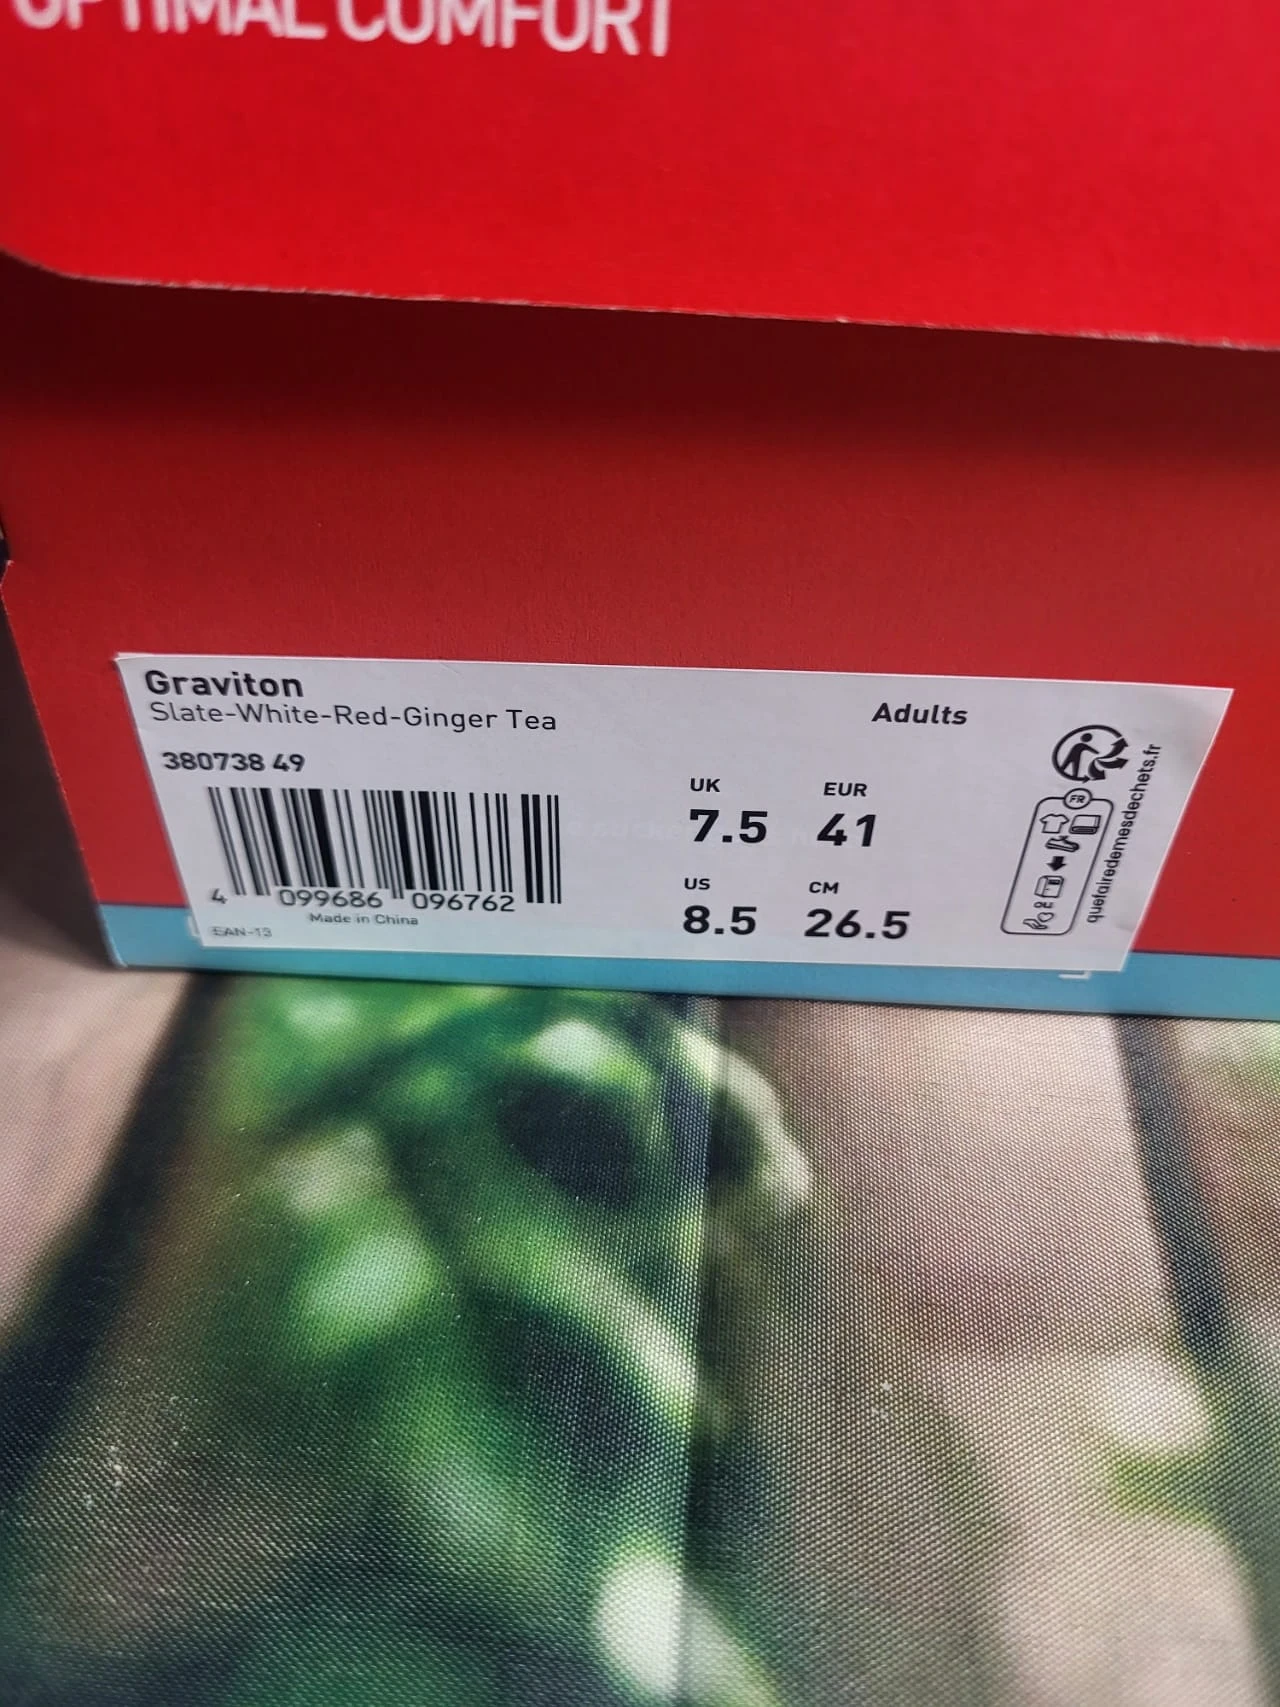 OPTIMAL COMFORT
Graviton
Slate-White-Red-Ginger Tea
Adults
380738 49
UK
EUR
7.5
41
US
CM
8.5
26.5
4 099686 096762
Made in China
EAN-13
FR
quefairedemesdechets.fr